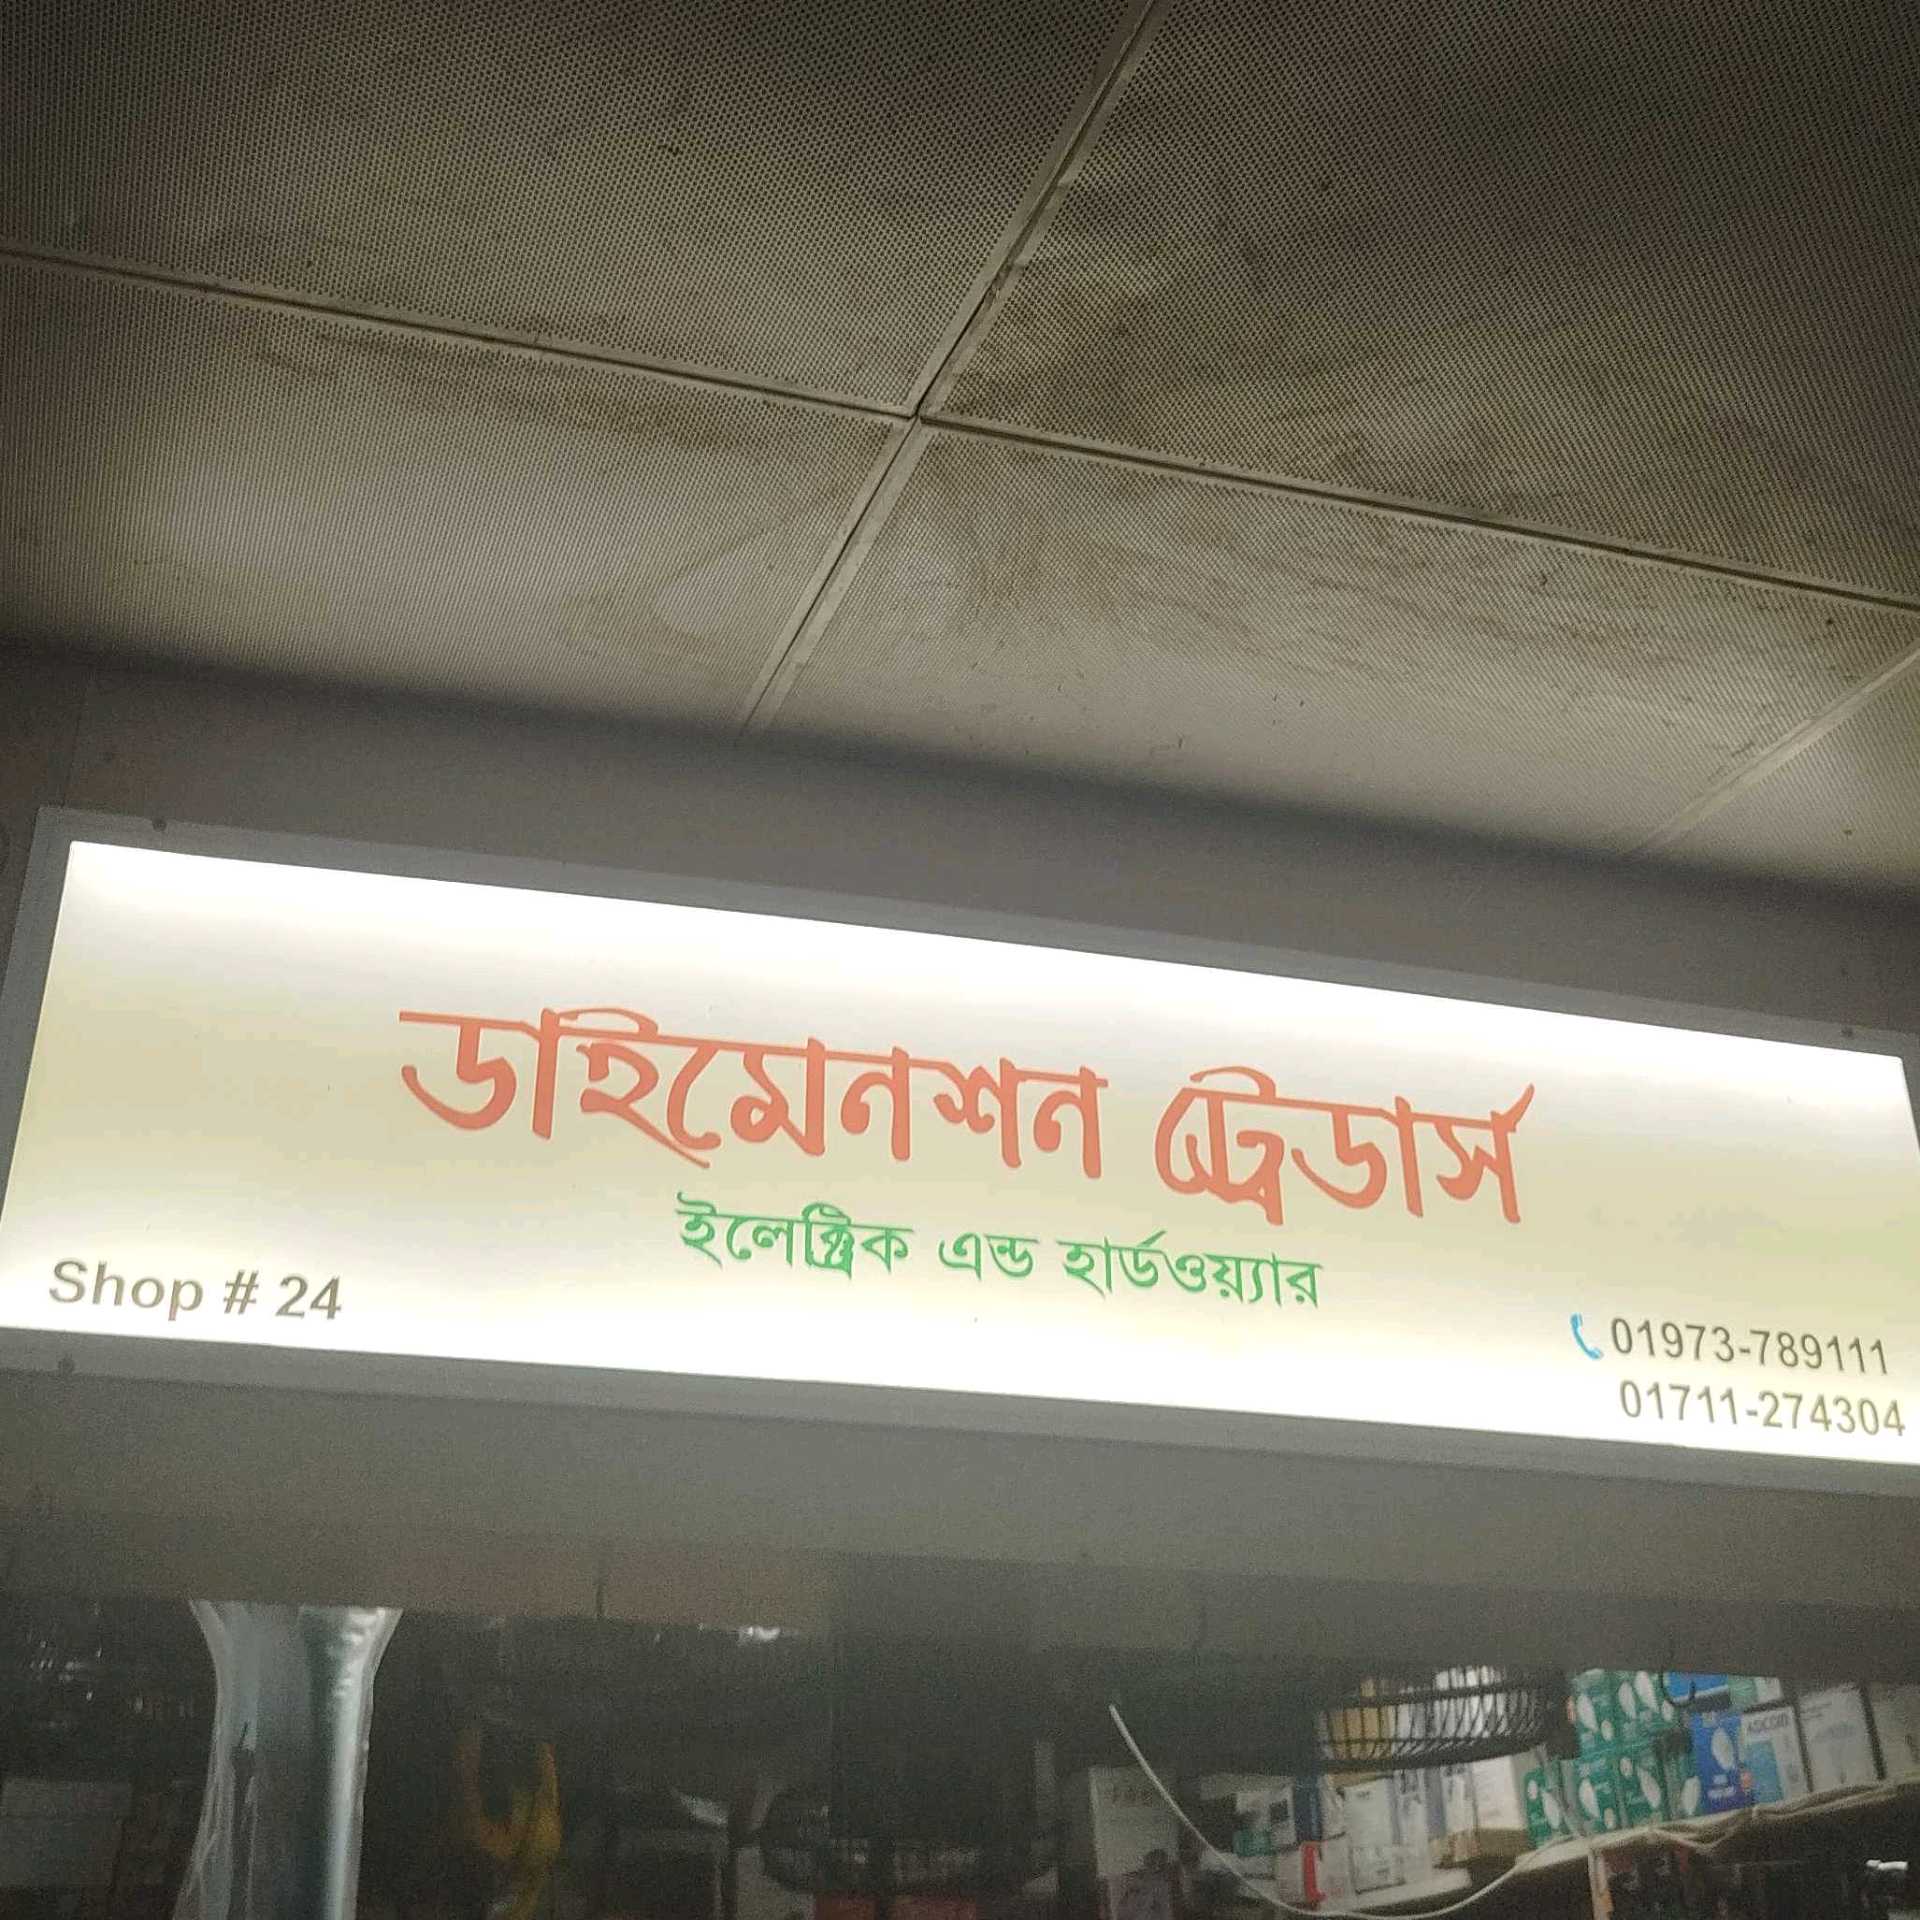 ডাইমেনশন ট্রেডার্স
ইলেক্ট্রিক এন্ড হার্ডওয়্যার
Shop # 24
01973-789111
01711-274304